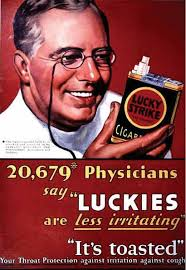 LUCKY
STRIKE
CIGAR
20,679* Physicians
say "LUCKIES
are less irritating"
"It's toasted"
Your Throat Protection against irritation against cough